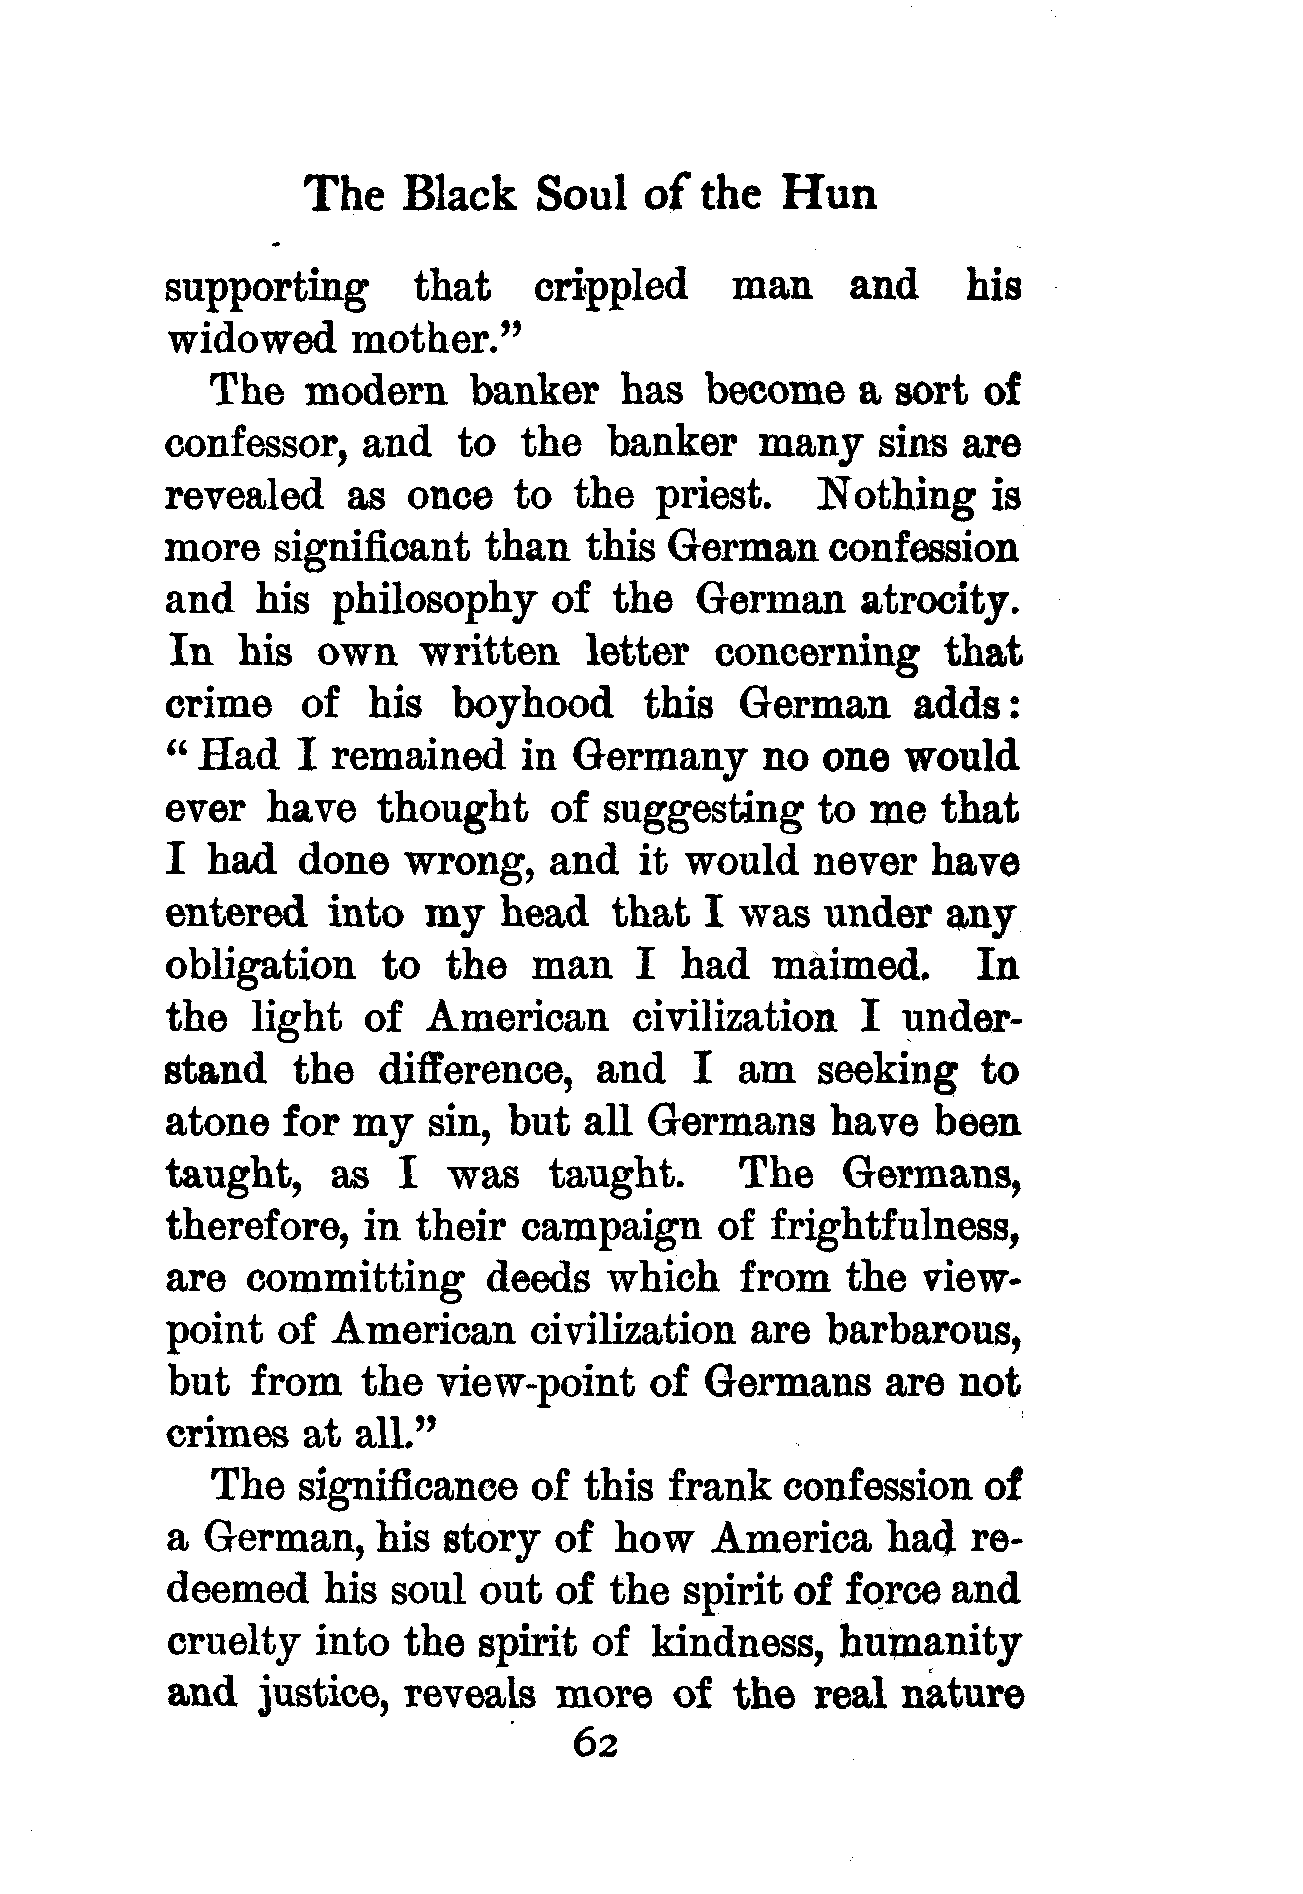 The Black Soul of the Hun
supporting that crippled man and his
widowed mother.”
The modern banker has become a sort of
confessor, and to the banker many sins are
revealed as once to the priest. Nothing is
more significant than this German confession
and his philosophy of the German atrocity.
In his own written letter concerning that
crime of his boyhood this German adds:
“ Had I remained in Germany no one would
ever have thought of suggesting to me that
I had done wrong, and it would never have
entered into my head that I was under any
obligation to the man I had maimed. In
the light of American civilization I under-
stand the difference, and I am seeking to
atone for my sin, but all Germans have been
taught, as I was taught. The Germans,
therefore, in their campaign of frightfulness,
are committing deeds which from the view-
point of American civilization are barbarous,
but from the view-point of Germans are not
crimes at all.”
The significance of this frank confession of
a German, his story of how America had re-
deemed his soul out of the spirit of force and
cruelty into the spirit of kindness, humanity
and justice, reveals more of the real nature
62